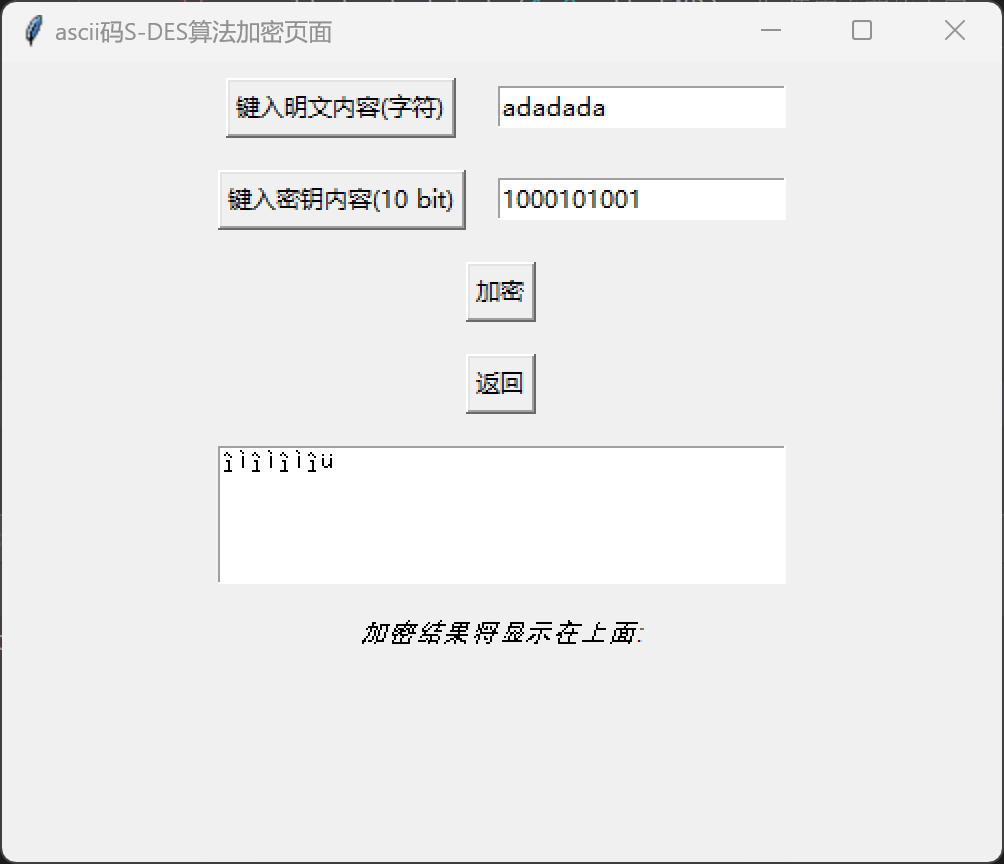 ascii码S-DES算法加密页面
键入明文内容(字符) adadada
键入密钥内容(10 bit) 1000101001
加密
返回
îÌîÌîÌîü
加密结果将显示在上面: